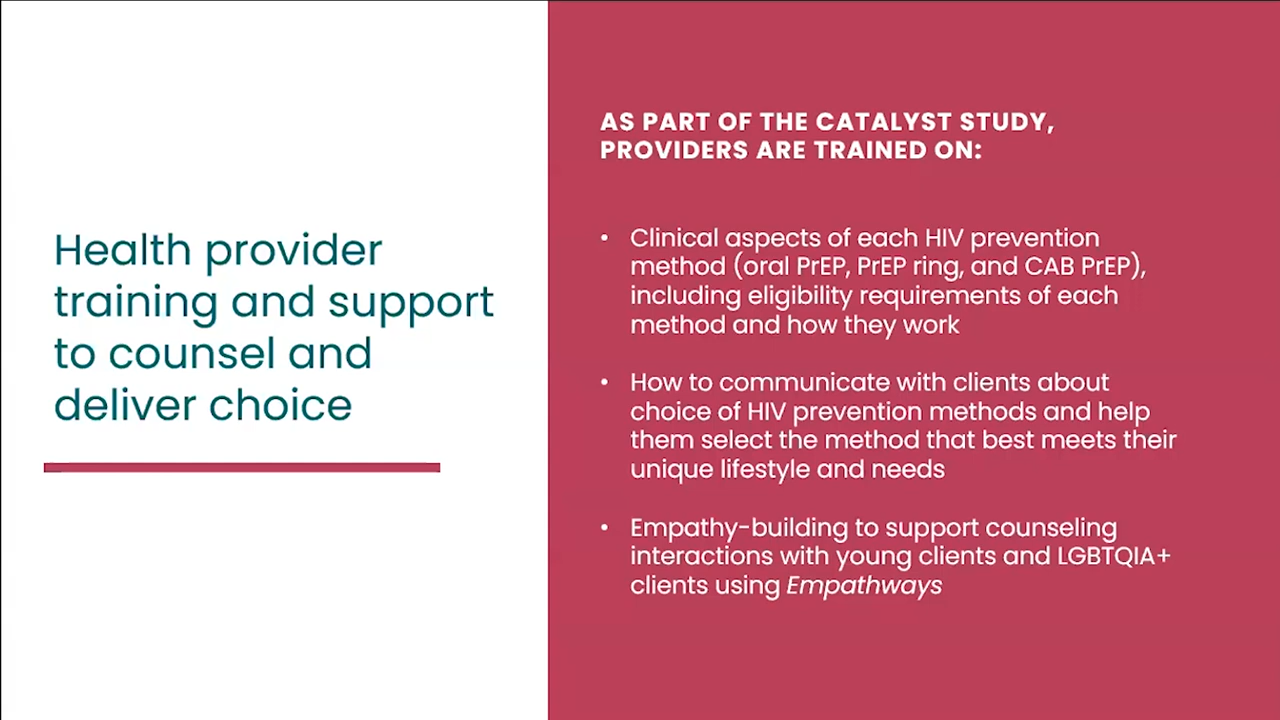 Health provider
training and support
to counsel and
deliver choice
AS PART OF THE CATALYST STUDY,
PROVIDERS ARE TRAINED ON:
• Clinical aspects of each HIV prevention
method (oral PrEP, PrEP ring, and CAB PrEP),
including eligibility requirements of each
method and how they work
• How to communicate with clients about
choice of HIV prevention methods and help
them select the method that best meets their
unique lifestyle and needs
• Empathy-building to support counseling
interactions with young clients and LGBTQIA+
clients using Empathways